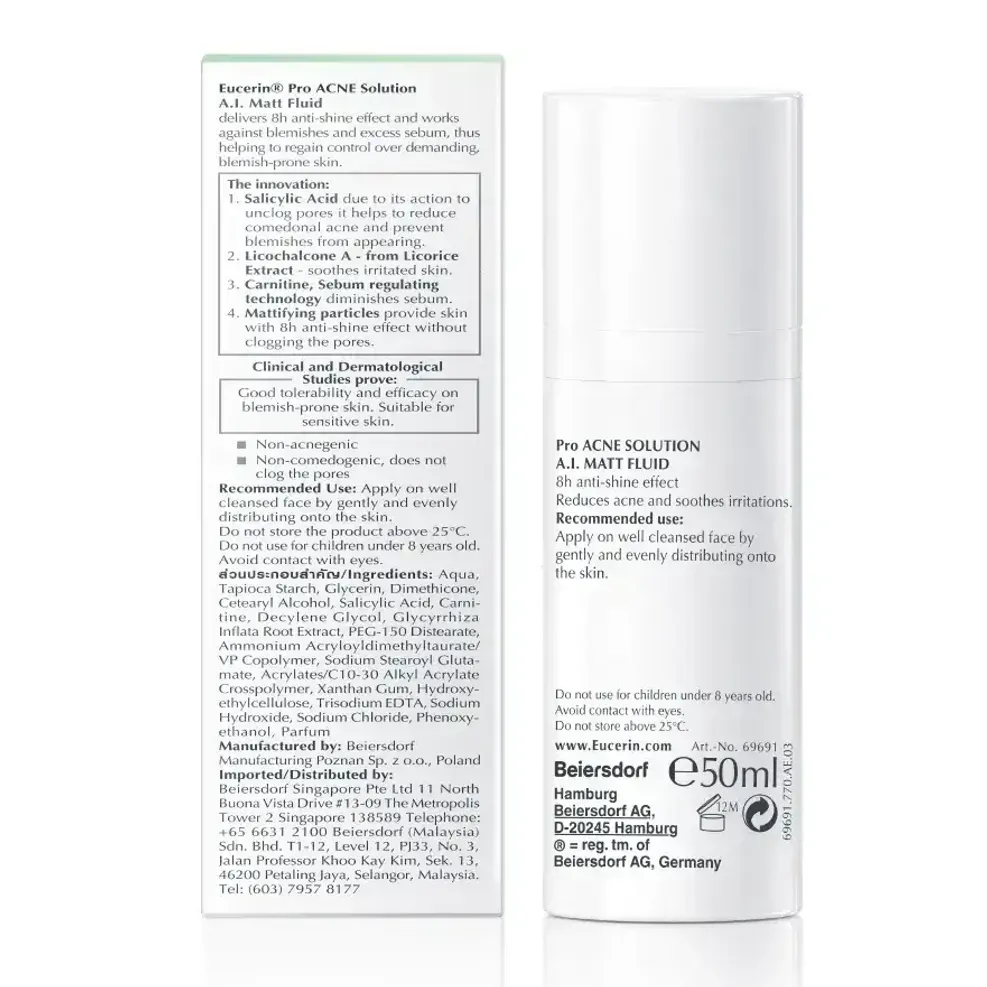 Eucerin® Pro ACNE Solution
A.I. Matt Fluid
delivers 8h anti-shine effect and works
against blemishes and excess sebum, thus
helping to regain control over demanding,
blemish-prone skin.
The innovation:
1. Salicylic Acid due to its action to
unclog pores it helps to reduce
comedonal acne and prevent
blemishes from appearing.
2. Licochalcone A - from Licorice
Extract - soothes irritated skin.
3. Carnitine, Sebum regulating
technology diminishes sebum.
4. Mattifying particles provide skin
with 8h anti-shine effect without
clogging the pores.
Clinical and Dermatological
Studies prove:
Good tolerability and efficacy on
blemish-prone skin. Suitable for
sensitive skin.
Non-acnegenic
Non-comedogenic, does not
clog the pores
Recommended Use: Apply on well
cleansed face by gently and evenly
distributing onto the skin.
Do not store the product above 25°C.
Do not use for children under 8 years old.
Avoid contact with eyes.
ส่วนประกอบสำคัญ/Ingredients: Aqua,
Tapioca Starch, Glycerin, Dimethicone,
Cetearyl Alcohol, Salicylic Acid, Carni-
tine, Decylene Glycol, Glycyrrhiza
Inflata Root Extract, PEG-150 Distearate,
Ammonium Acryloyldimethyltaurate/
VP Copolymer, Sodium Stearoyl Gluta-
mate, Acrylates/C10-30 Alkyl Acrylate
Crosspolymer, Xanthan Gum, Hydroxy-
ethylcellulose, Trisodium EDTA, Sodium
Hydroxide, Sodium Chloride, Phenoxy-
ethanol, Parfum
Manufactured by: Beiersdorf
Manufacturing Poznan Sp. z o.o., Poland
Imported/Distributed by:
Beiersdorf Singapore Pte Ltd 11 North
Buona Vista Drive #13-09 The Metropolis
Tower 2 Singapore 138589 Telephone:
+65 6631 2100 Beiersdorf (Malaysia)
Sdn. Bhd. T1-12, Level 12, PJ33, No. 3,
Jalan Professor Khoo Kay Kim, Sek. 13,
46200 Petaling Jaya, Selangor, Malaysia.
Tel: (603) 7957 8177
Pro ACNE SOLUTION
A.I. MATT FLUID
8h anti-shine effect
Reduces acne and soothes irritations.
Recommended use:
Apply on well cleansed face by
gently and evenly distributing onto
the skin.
Do not use for children under 8 years old.
Avoid contact with eyes.
Do not store above 25°C.
www.Eucerin.com Art.-No. 69691
Beiersdorf ℮50ml
Hamburg
Beiersdorf AG,
D-20245 Hamburg
® = reg. tm. of
Beiersdorf AG, Germany
12M
69691.770.AE.03